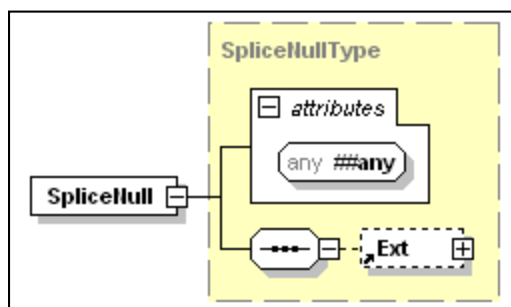 SpliceNullType
attributes
any ##any
SpliceNull
Ext